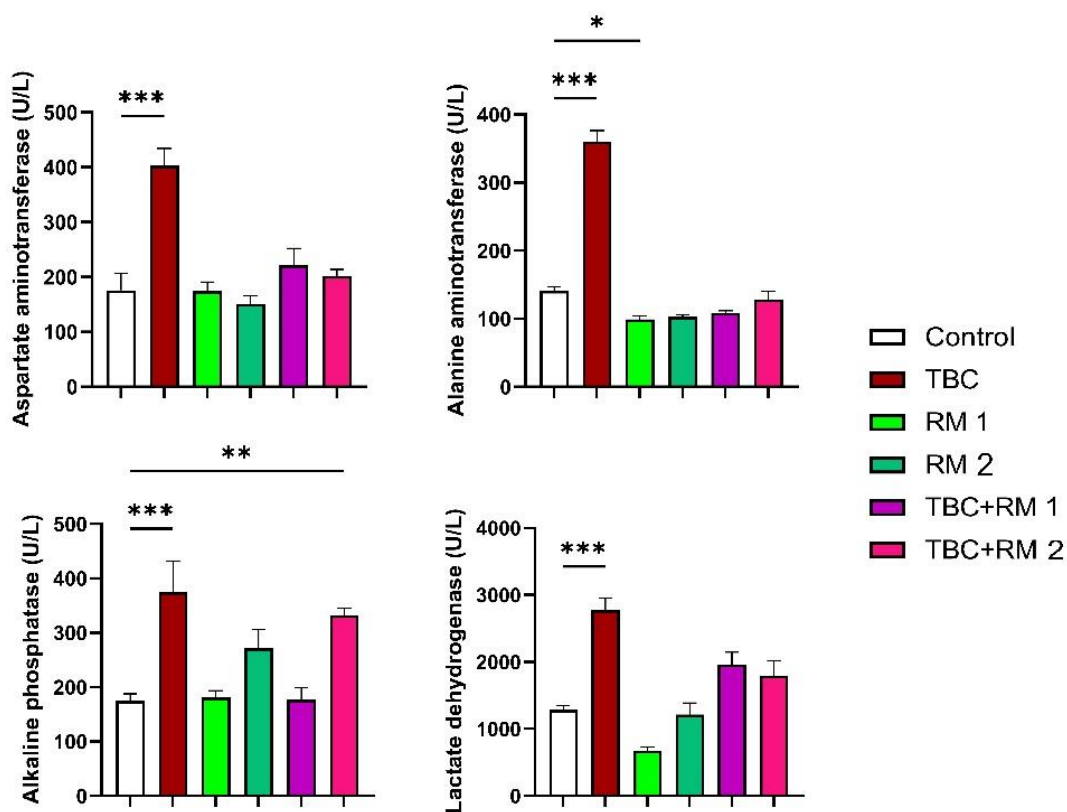 Aspartate aminotransferase (U/L)
500
400
300
200
100
0
***
Alanine aminotransferase (U/L)
400
300
200
100
0
*
***
Alkaline phosphatase (U/L)
500
400
300
200
100
0
**
***
Lactate dehydrogenase (U/L)
4000
3000
2000
1000
0
***
Control
TBC
RM 1
RM 2
TBC+RM 1
TBC+RM 2